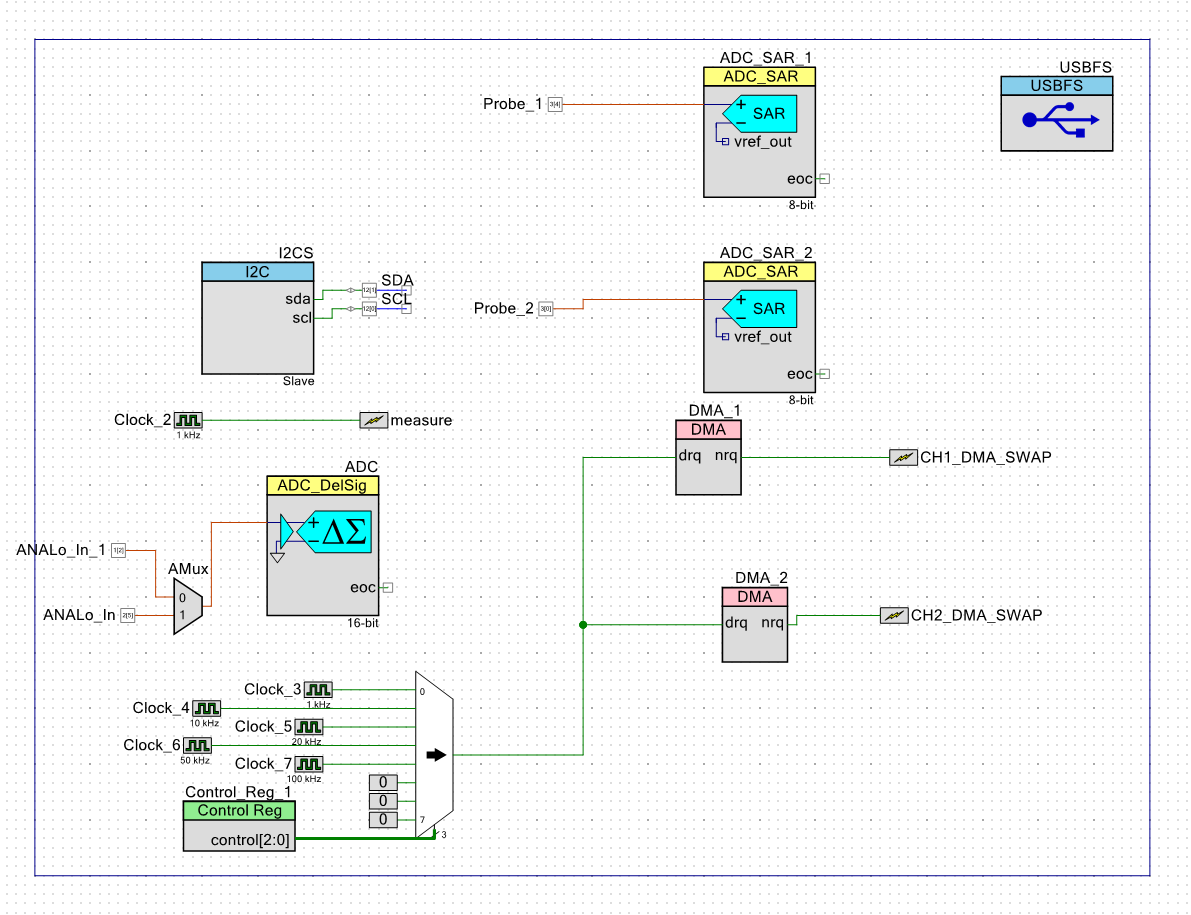 ADC_SAR_1
ADC_SAR
Probe_1
3[4]
+
SAR
−
vref_out
eoc
8-bit
USBFS
USBFS
I2CS
I2C
sda
scl
SDA
12[1]
SCL
12[0]
Slave
ADC_SAR_2
ADC_SAR
Probe_2
3[0]
+
SAR
−
vref_out
eoc
8-bit
Clock_2
1 kHz
measure
DMA_1
DMA
drq nrq
CH1_DMA_SWAP
ADC
ADC_DelSig
+
ΔΣ
−
eoc
16-bit
ANALo_In_1
1[2]
AMux
0
1
ANALo_In
2[5]
DMA_2
DMA
drq nrq
CH2_DMA_SWAP
Clock_3
1 kHz
0
Clock_4
10 kHz
Clock_5
20 kHz
Clock_6
50 kHz
Clock_7
100 kHz
0
0
0
7
3
Control_Reg_1
Control Reg
control[2:0]